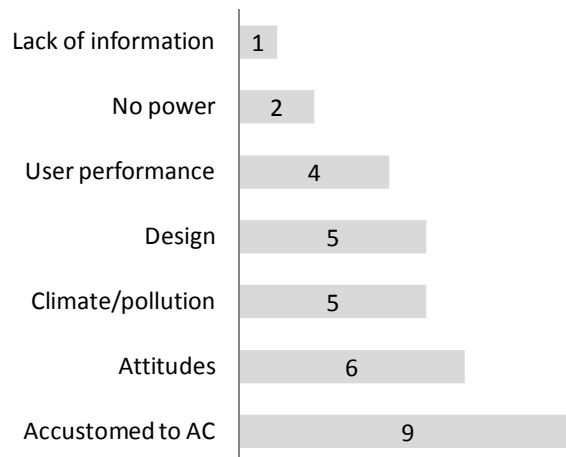 Lack of information 1
No power 2
User performance 4
Design 5
Climate/pollution 5
Attitudes 6
Accustomed to AC 9